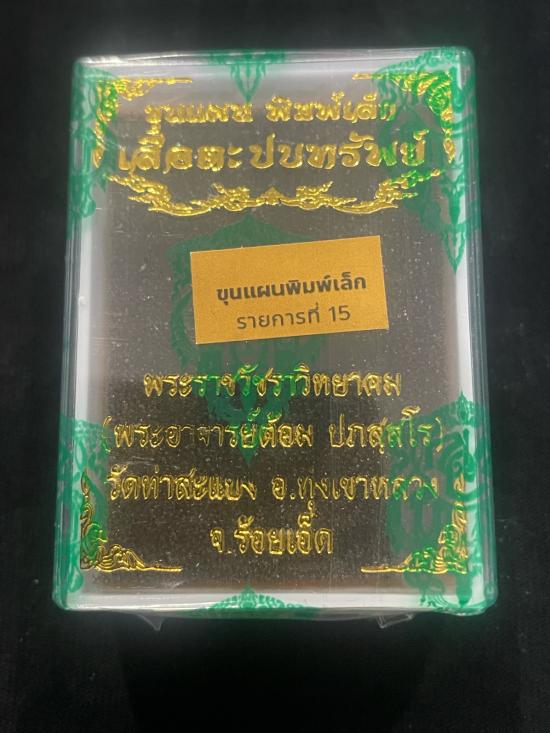 ขุนแผน พิมพ์เล็ก
เสือตะปบทรัพย์
ขุนแผนพิมพ์เล็ก
รายการที่ 15
พระราชวัชราวิทยาคม
(พระอาจารย์ต้อม ปภสฺสโร)
วัดท่าสะแบง อ.ทุ่งเขาหลวง
จ.ร้อยเอ็ด